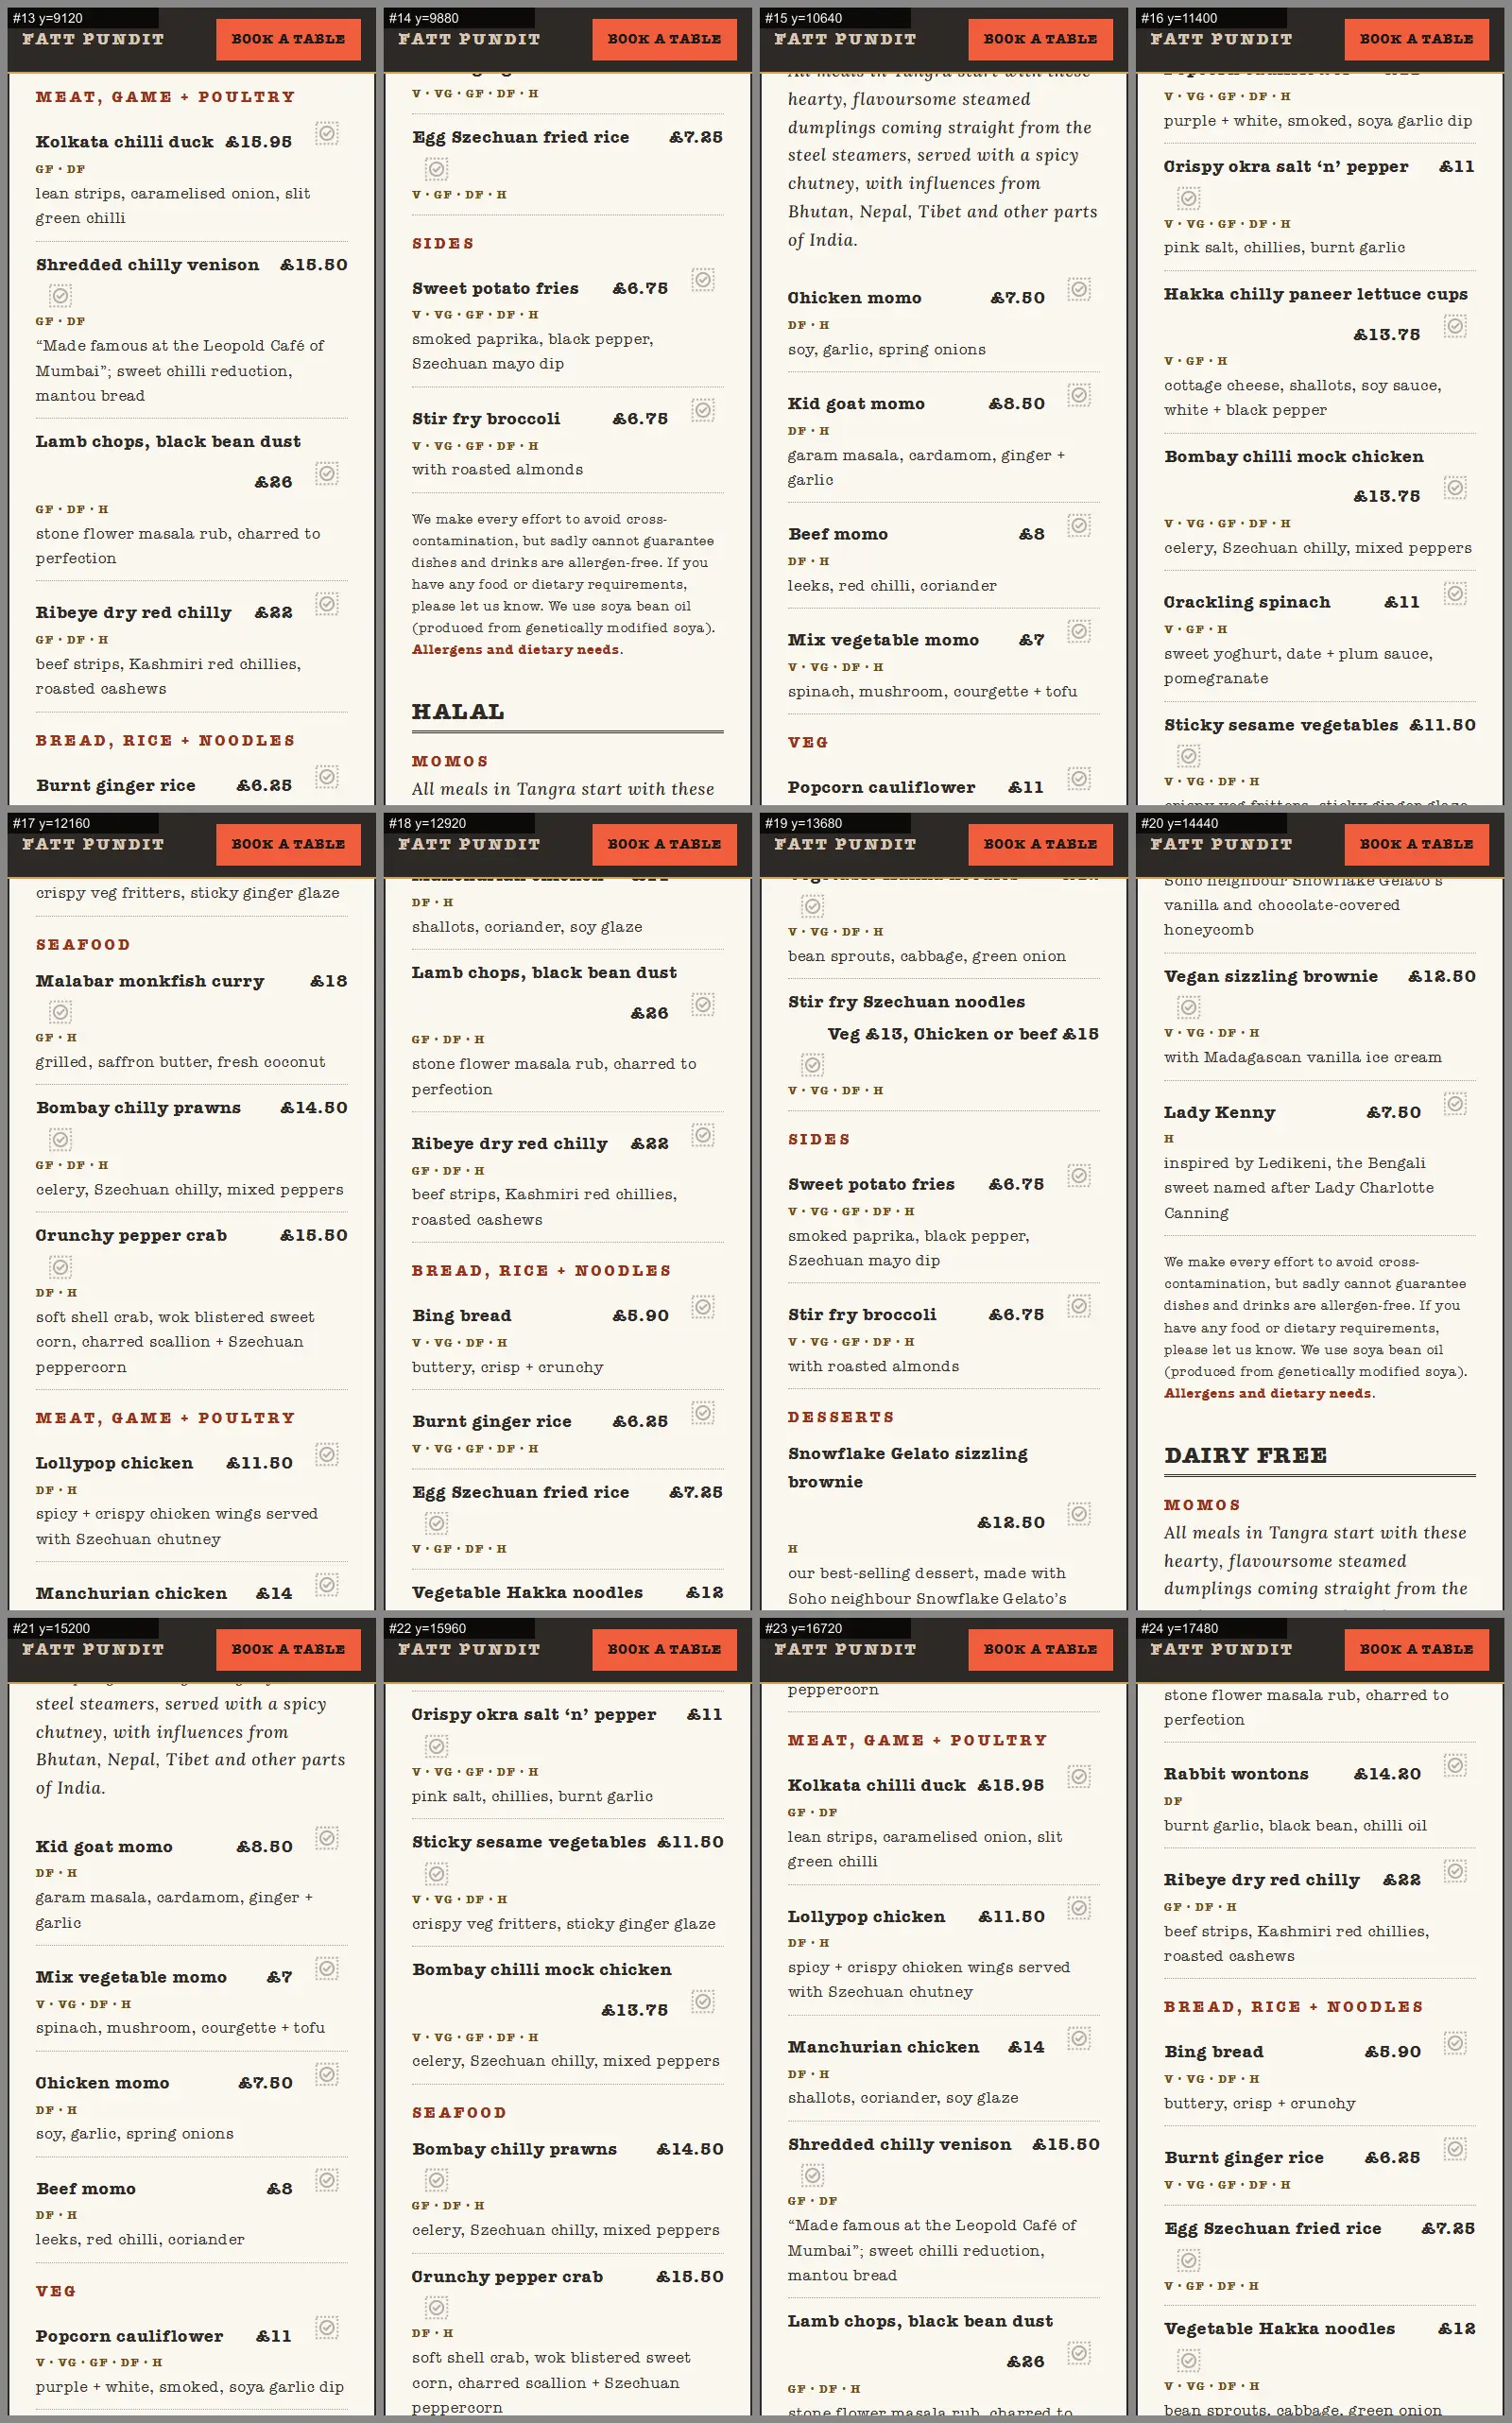 #13 y=9120
FATT PUNDIT
BOOK A TABLE
MEAT, GAME + POULTRY
Kolkata chilli duck £15.95
GF • DF
lean strips, caramelised onion, slit
green chilli
Shredded chilly venison £15.50
GF • DF
“Made famous at the Leopold Café of
Mumbai”; sweet chilli reduction,
mantou bread
Lamb chops, black bean dust
£26
GF • DF • H
stone flower masala rub, charred to
perfection
Ribeye dry red chilly £22
GF • DF • H
beef strips, Kashmiri red chillies,
roasted cashews
BREAD, RICE + NOODLES
Burnt ginger rice £6.25
#14 y=9880
FATT PUNDIT
BOOK A TABLE
V • VG • GF • DF • H
Egg Szechuan fried rice £7.25
V • GF • DF • H
SIDES
Sweet potato fries £6.75
V • VG • GF • DF • H
smoked paprika, black pepper,
Szechuan mayo dip
Stir fry broccoli £6.75
V • VG • GF • DF • H
with roasted almonds
We make every effort to avoid cross-
contamination, but sadly cannot guarantee
dishes and drinks are allergen-free. If you
have any food or dietary requirements,
please let us know. We use soya bean oil
(produced from genetically modified soya).
Allergens and dietary needs.
HALAL
MOMOS
All meals in Tangra start with these
#15 y=10640
FATT PUNDIT
BOOK A TABLE
All meals in Tangra start with these
hearty, flavoursome steamed
dumplings coming straight from the
steel steamers, served with a spicy
chutney, with influences from
Bhutan, Nepal, Tibet and other parts
of India.
Chicken momo £7.50
DF • H
soy, garlic, spring onions
Kid goat momo £8.50
DF • H
garam masala, cardamom, ginger +
garlic
Beef momo £8
DF • H
leeks, red chilli, coriander
Mix vegetable momo £7
V • VG • DF • H
spinach, mushroom, courgette + tofu
VEG
Popcorn cauliflower £11
#16 y=11400
FATT PUNDIT
BOOK A TABLE
V • VG • GF • DF • H
purple + white, smoked, soya garlic dip
Crispy okra salt ‘n’ pepper £11
V • VG • GF • DF • H
pink salt, chillies, burnt garlic
Hakka chilly paneer lettuce cups
£13.75
V • GF • H
cottage cheese, shallots, soy sauce,
white + black pepper
Bombay chilli mock chicken
£13.75
V • VG • GF • DF • H
celery, Szechuan chilly, mixed peppers
Crackling spinach £11
V • GF • H
sweet yoghurt, date + plum sauce,
pomegranate
Sticky sesame vegetables £11.50
V • VG • DF • H
crispy veg fritters, sticky ginger glaze
#17 y=12160
FATT PUNDIT
BOOK A TABLE
crispy veg fritters, sticky ginger glaze
SEAFOOD
Malabar monkfish curry £18
GF • H
grilled, saffron butter, fresh coconut
Bombay chilly prawns £14.50
GF • DF • H
celery, Szechuan chilly, mixed peppers
Crunchy pepper crab £15.50
DF • H
soft shell crab, wok blistered sweet
corn, charred scallion + Szechuan
peppercorn
MEAT, GAME + POULTRY
Lollypop chicken £11.50
DF • H
spicy + crispy chicken wings served
with Szechuan chutney
Manchurian chicken £14
#18 y=12920
FATT PUNDIT
BOOK A TABLE
Manchurian chicken £14
DF • H
shallots, coriander, soy glaze
Lamb chops, black bean dust
£26
GF • DF • H
stone flower masala rub, charred to
perfection
Ribeye dry red chilly £22
GF • DF • H
beef strips, Kashmiri red chillies,
roasted cashews
BREAD, RICE + NOODLES
Bing bread £5.90
V • VG • DF • H
buttery, crisp + crunchy
Burnt ginger rice £6.25
V • VG • GF • DF • H
Egg Szechuan fried rice £7.25
V • GF • DF • H
Vegetable Hakka noodles £12
#19 y=13680
FATT PUNDIT
BOOK A TABLE
V • VG • DF • H
bean sprouts, cabbage, green onion
Stir fry Szechuan noodles
Veg £13, Chicken or beef £15
V • VG • DF • H
SIDES
Sweet potato fries £6.75
V • VG • GF • DF • H
smoked paprika, black pepper,
Szechuan mayo dip
Stir fry broccoli £6.75
V • VG • GF • DF • H
with roasted almonds
DESSERTS
Snowflake Gelato sizzling
brownie
£12.50
H
our best-selling dessert, made with
Soho neighbour Snowflake Gelato’s
#20 y=14440
FATT PUNDIT
BOOK A TABLE
Soho neighbour Snowflake Gelato’s
vanilla and chocolate-covered
honeycomb
Vegan sizzling brownie £12.50
V • VG • DF • H
with Madagascan vanilla ice cream
Lady Kenny £7.50
H
inspired by Ledikeni, the Bengali
sweet named after Lady Charlotte
Canning
We make every effort to avoid cross-
contamination, but sadly cannot guarantee
dishes and drinks are allergen-free. If you
have any food or dietary requirements,
please let us know. We use soya bean oil
(produced from genetically modified soya).
Allergens and dietary needs.
DAIRY FREE
MOMOS
All meals in Tangra start with these
hearty, flavoursome steamed
dumplings coming straight from the
#21 y=15200
FATT PUNDIT
BOOK A TABLE
steel steamers, served with a spicy
chutney, with influences from
Bhutan, Nepal, Tibet and other parts
of India.
Kid goat momo £8.50
DF • H
garam masala, cardamom, ginger +
garlic
Mix vegetable momo £7
V • VG • DF • H
spinach, mushroom, courgette + tofu
Chicken momo £7.50
DF • H
soy, garlic, spring onions
Beef momo £8
DF • H
leeks, red chilli, coriander
VEG
Popcorn cauliflower £11
V • VG • GF • DF • H
purple + white, smoked, soya garlic dip
#22 y=15960
FATT PUNDIT
BOOK A TABLE
Crispy okra salt ‘n’ pepper £11
V • VG • GF • DF • H
pink salt, chillies, burnt garlic
Sticky sesame vegetables £11.50
V • VG • DF • H
crispy veg fritters, sticky ginger glaze
Bombay chilli mock chicken
£13.75
V • VG • GF • DF • H
celery, Szechuan chilly, mixed peppers
SEAFOOD
Bombay chilly prawns £14.50
GF • DF • H
celery, Szechuan chilly, mixed peppers
Crunchy pepper crab £15.50
DF • H
soft shell crab, wok blistered sweet
corn, charred scallion + Szechuan
peppercorn
#23 y=16720
FATT PUNDIT
BOOK A TABLE
peppercorn
MEAT, GAME + POULTRY
Kolkata chilli duck £15.95
GF • DF
lean strips, caramelised onion, slit
green chilli
Lollypop chicken £11.50
DF • H
spicy + crispy chicken wings served
with Szechuan chutney
Manchurian chicken £14
DF • H
shallots, coriander, soy glaze
Shredded chilly venison £15.50
GF • DF
“Made famous at the Leopold Café of
Mumbai”; sweet chilli reduction,
mantou bread
Lamb chops, black bean dust
£26
GF • DF • H
stone flower masala rub, charred to
#24 y=17480
FATT PUNDIT
BOOK A TABLE
stone flower masala rub, charred to
perfection
Rabbit wontons £14.20
DF
burnt garlic, black bean, chilli oil
Ribeye dry red chilly £22
GF • DF • H
beef strips, Kashmiri red chillies,
roasted cashews
BREAD, RICE + NOODLES
Bing bread £5.90
V • VG • DF • H
buttery, crisp + crunchy
Burnt ginger rice £6.25
V • VG • GF • DF • H
Egg Szechuan fried rice £7.25
V • GF • DF • H
Vegetable Hakka noodles £12
V • VG • DF • H
bean sprouts, cabbage, green onion